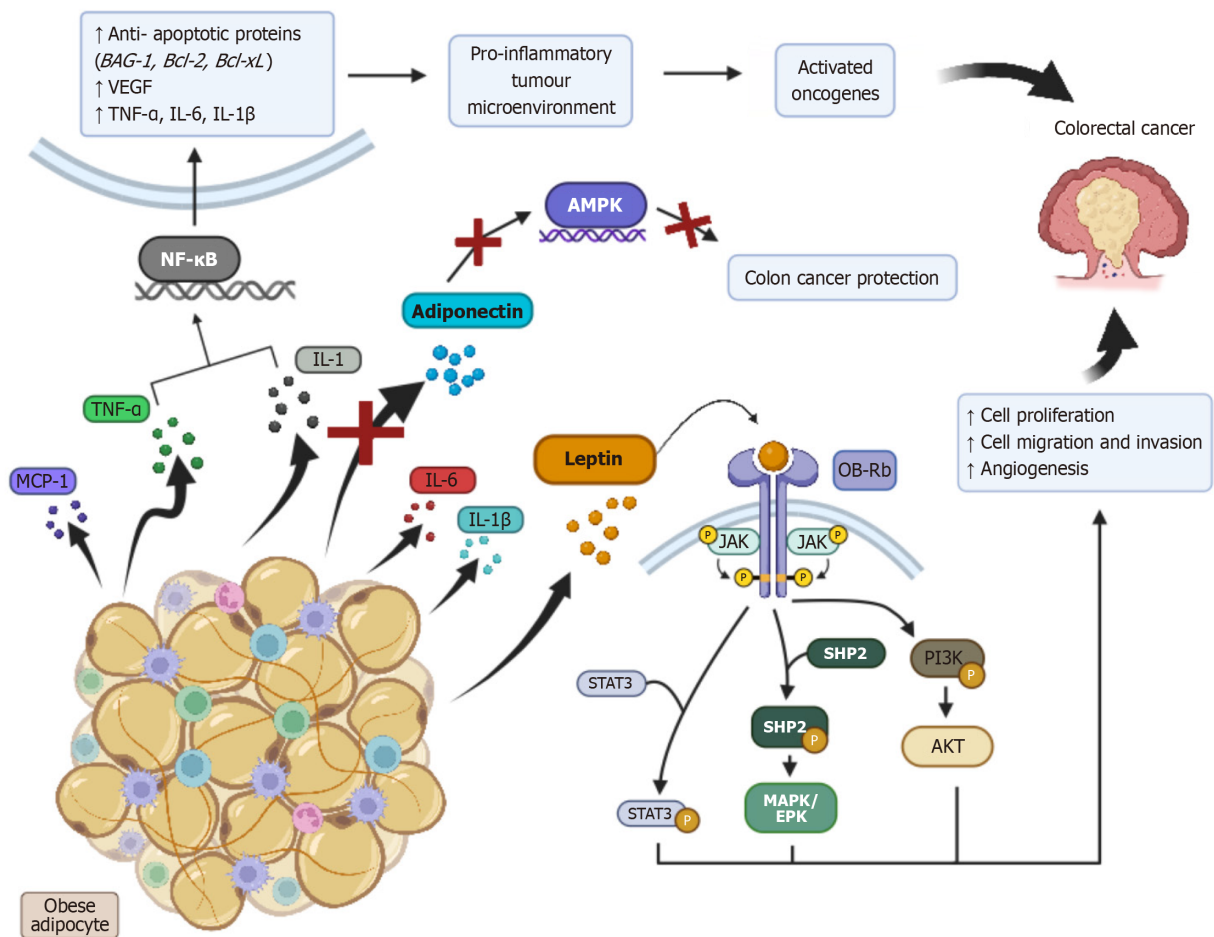 ↑ Anti- apoptotic proteins
(BAG-1, Bcl-2, Bcl-xL)
↑ VEGF
↑ TNF-α, IL-6, IL-1β
Pro-inflammatory
tumour
microenvironment
Activated
oncogenes
Colorectal cancer
AMPK
NF-κB
Colon cancer protection
Adiponectin
IL-1
TNF-α
MCP-1
IL-6
IL-1β
Leptin
OB-Rb
↑ Cell proliferation
↑ Cell migration and invasion
↑ Angiogenesis
P
JAK
JAK
P
P
P
SHP2
STAT3
PI3K
P
SHP2
P
AKT
MAPK/
EPK
STAT3
P
Obese
adipocyte